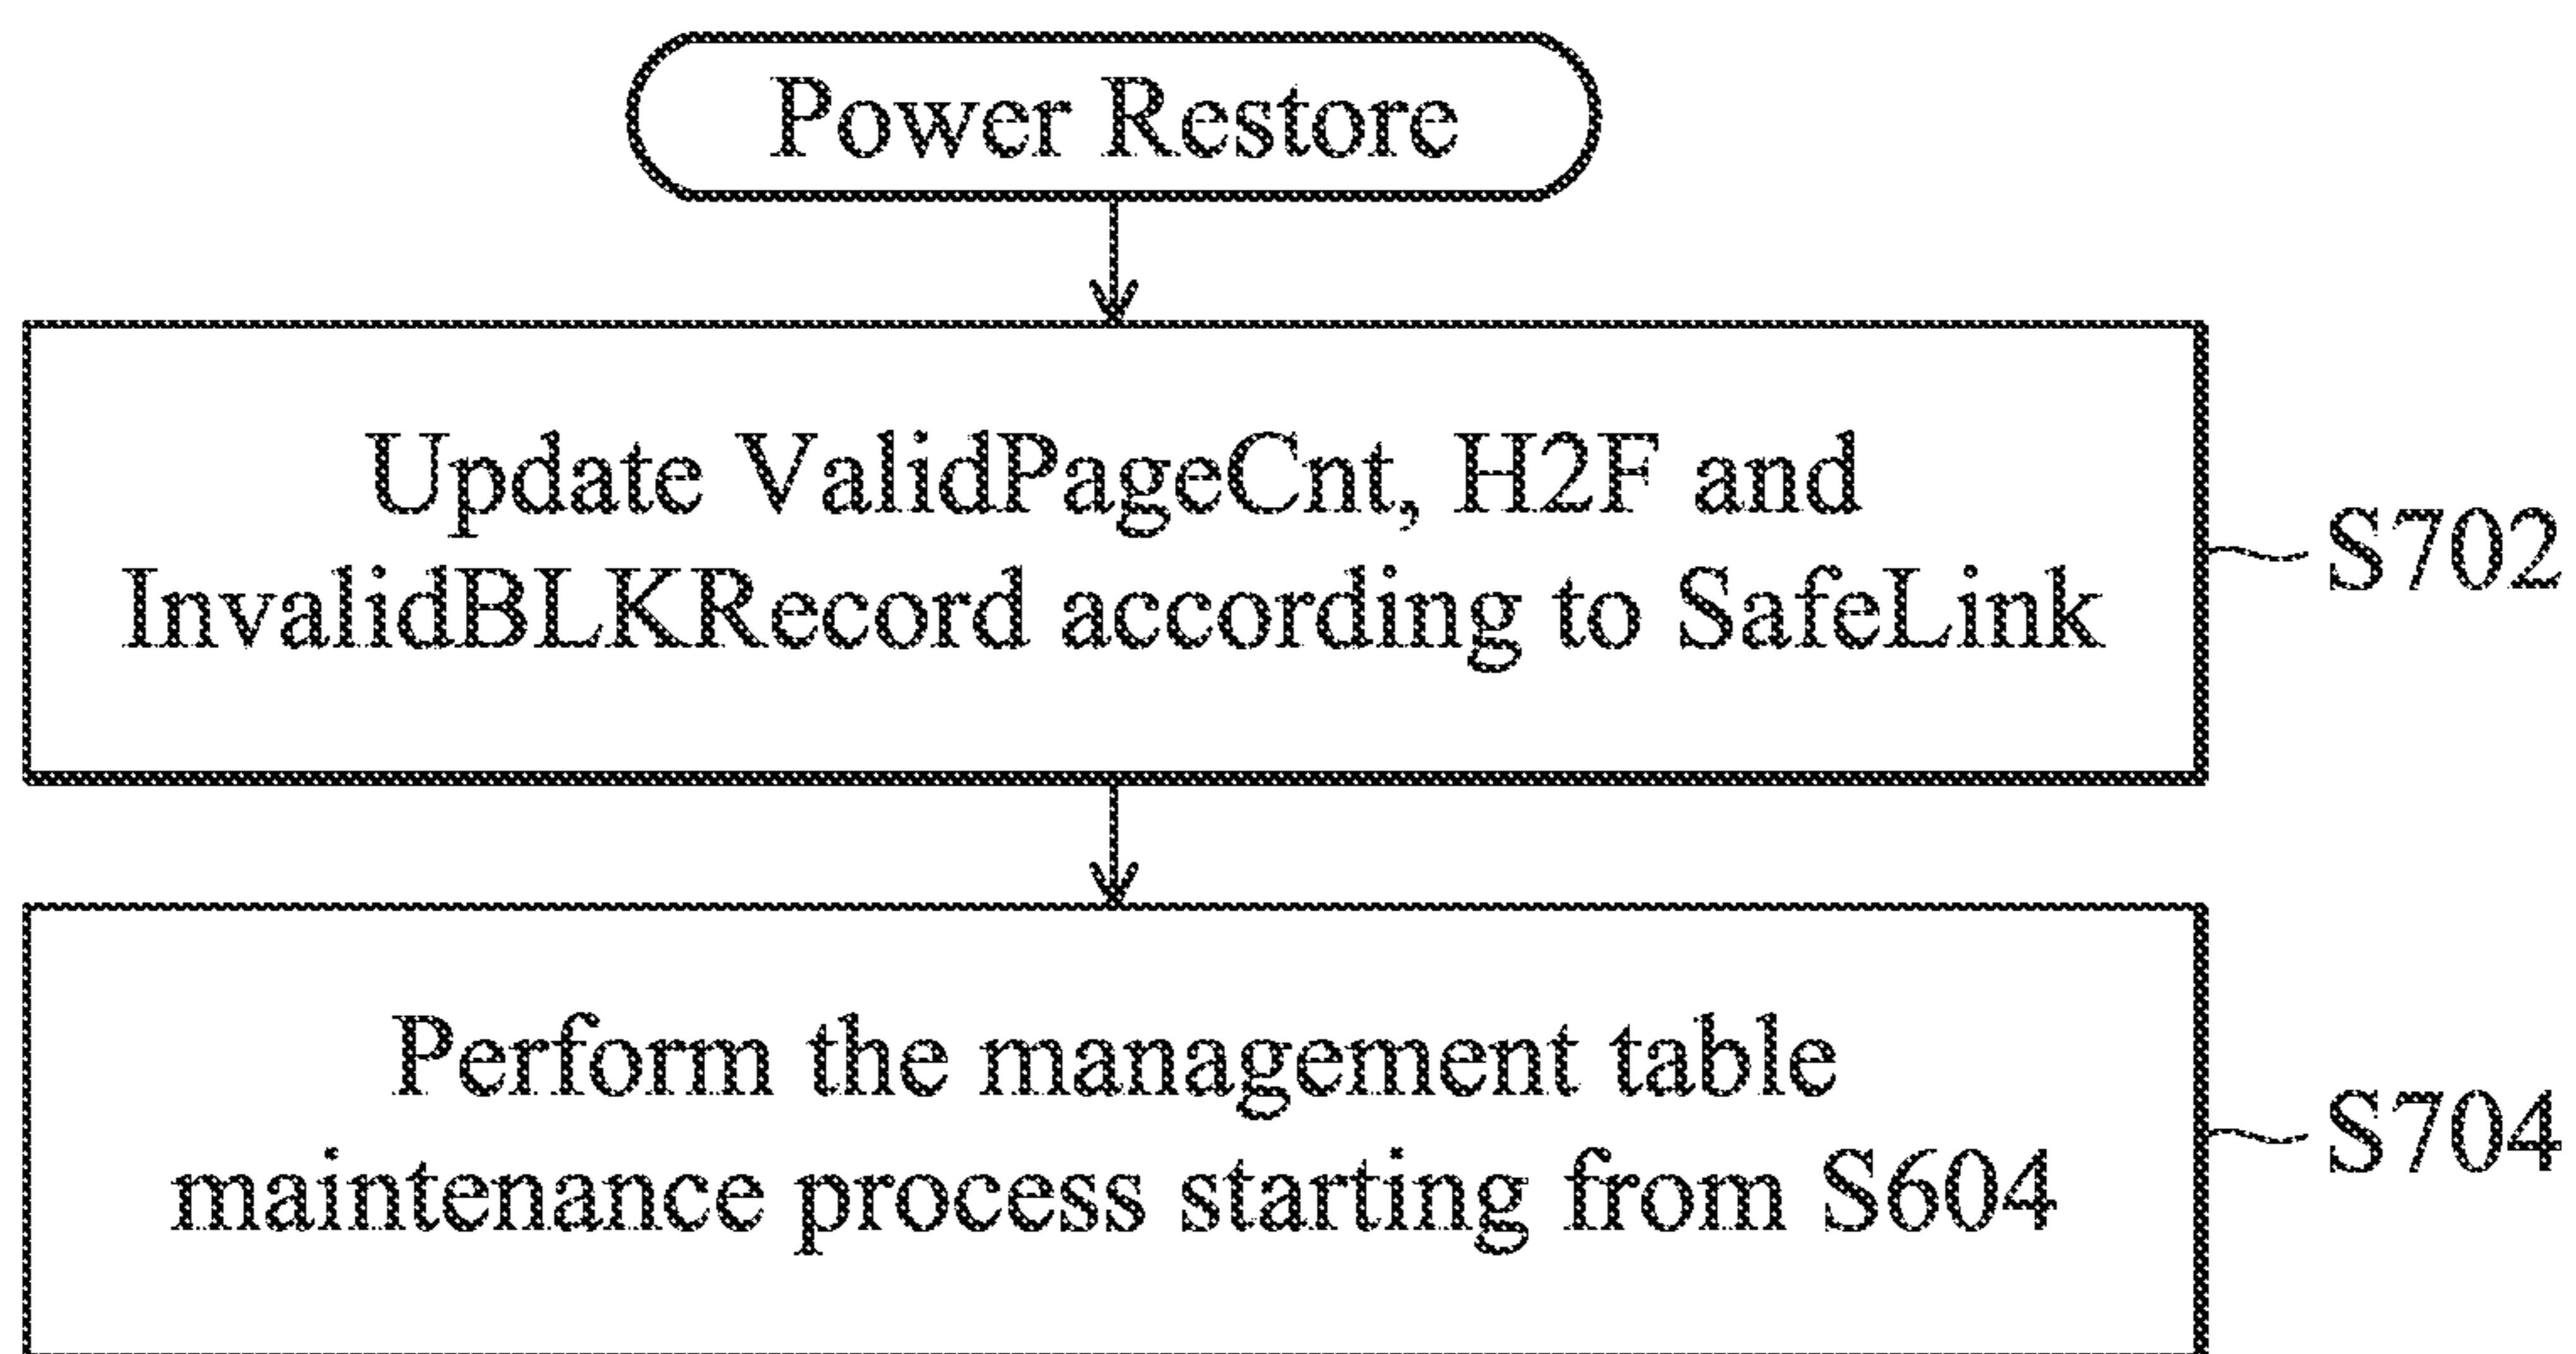 Power Restore
Update ValidPageCnt, H2F and
InvalidBLKRecord according to SafeLink
S702
Perform the management table
maintenance process starting from S604
S704